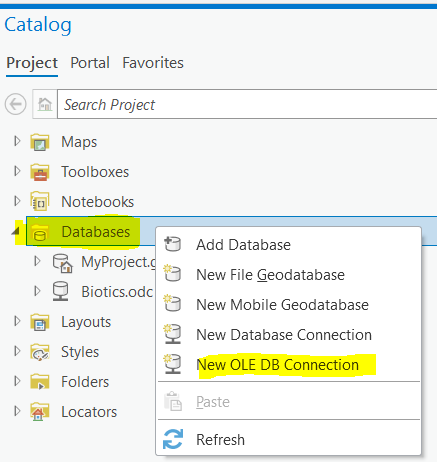 Catalog
Project Portal Favorites
Search Project
Maps
Toolboxes
Notebooks
Databases
MyProject.g
Biotics.odc
Layouts
Styles
Folders
Locators
Add Database
New File Geodatabase
New Mobile Geodatabase
New Database Connection
New OLE DB Connection
Paste
Refresh